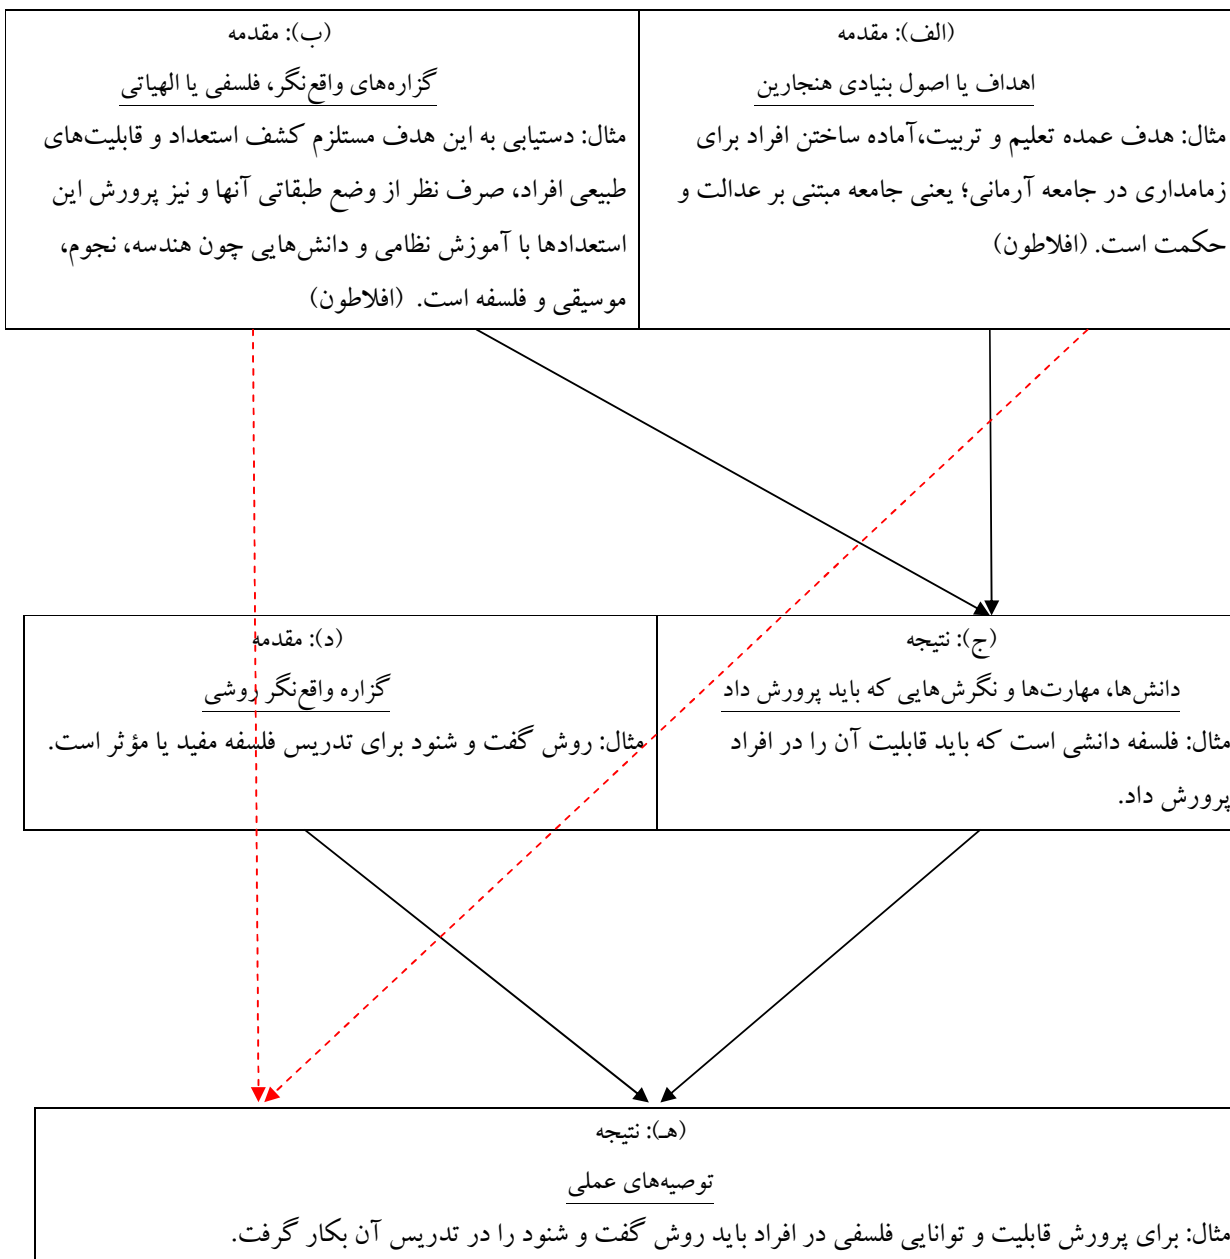 (الف): مقدمه
اهداف یا اصول بنیادی هنجارین
مثال: هدف عمده تعلیم و تربیت،آماده ساختن افراد برای
زمامداری در جامعه آرمانی؛ یعنی جامعه مبتنی بر عدالت و
حکمت است. (افلاطون)
(ب): مقدمه
گزاره‌های واقع‌نگر، فلسفی یا الهیاتی
مثال: دستیابی به این هدف مستلزم کشف استعداد و قابلیت‌های
طبیعی افراد، صرف نظر از وضع طبقاتی آنها و نیز پرورش این
استعدادها با آموزش نظامی و دانش‌هایی چون هندسه، نجوم،
موسیقی و فلسفه است. (افلاطون)
(ج): نتیجه
دانش‌ها، مهارت‌ها و نگرش‌هایی که باید پرورش داد
مثال: فلسفه دانشی است که باید قابلیت آن را در افراد
پرورش داد.
(د): مقدمه
گزاره واقع‌نگر روشی
مثال: روش گفت و شنود برای تدریس فلسفه مفید یا مؤثر است.
(هـ): نتیجه
توصیه‌های عملی
مثال: برای پرورش قابلیت و توانایی فلسفی در افراد باید روش گفت و شنود را در تدریس آن بکار گرفت.